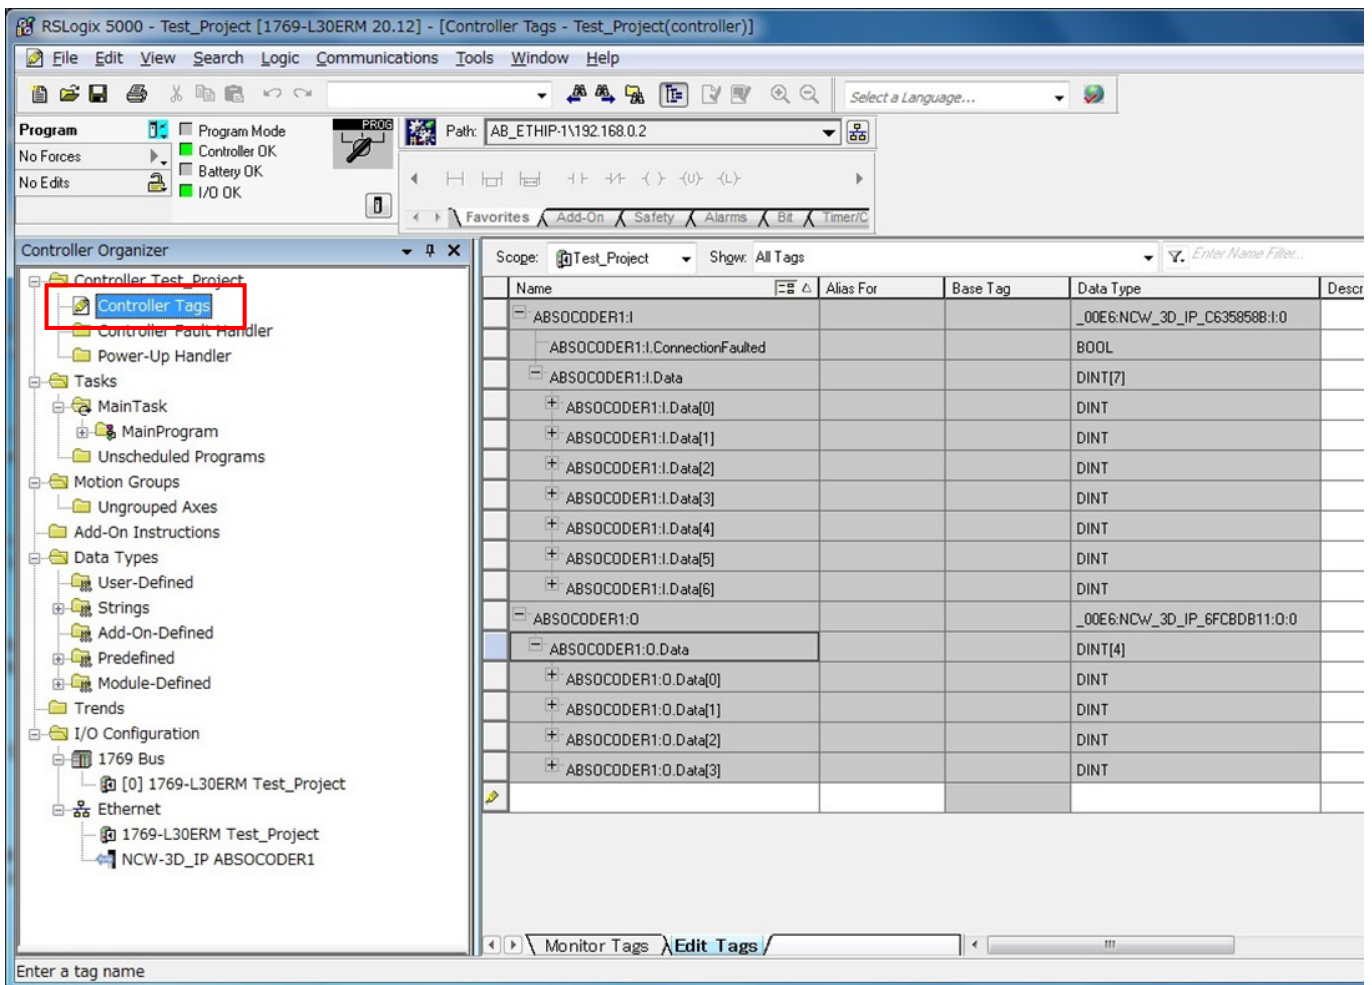 RSLogix 5000 - Test_Project [1769-L30ERM 20.12] - [Controller Tags - Test_Project(controller)]
File Edit View Search Logic Communications Tools Window Help
Select a Language...
Program Program Mode PROG Path: AB_ETHIP-1\192.168.0.2
No Forces Controller OK
No Edits Battery OK
I/O OK
Favorites Add-On Safety Alarms Bit Timer/C
Controller Organizer
Controller Test_Project
Controller Tags
Controller Fault Handler
Power-Up Handler
Tasks
MainTask
MainProgram
Unscheduled Programs
Motion Groups
Ungrouped Axes
Add-On Instructions
Data Types
User-Defined
Strings
Add-On-Defined
Predefined
Module-Defined
Trends
I/O Configuration
1769 Bus
[0] 1769-L30ERM Test_Project
Ethernet
1769-L30ERM Test_Project
NCW-3D_IP ABSOCODER1
Scope: Test_Project Show: All Tags Enter Name Filter...
Name Alias For Base Tag Data Type Descr
ABSOCODER1:I _00E6:NCW_3D_IP_C635858B:I:0
ABSOCODER1:I.ConnectionFaulted BOOL
ABSOCODER1:I.Data DINT[7]
ABSOCODER1:I.Data[0] DINT
ABSOCODER1:I.Data[1] DINT
ABSOCODER1:I.Data[2] DINT
ABSOCODER1:I.Data[3] DINT
ABSOCODER1:I.Data[4] DINT
ABSOCODER1:I.Data[5] DINT
ABSOCODER1:I.Data[6] DINT
ABSOCODER1:O _00E6:NCW_3D_IP_6FCBDB11:O:0
ABSOCODER1:O.Data DINT[4]
ABSOCODER1:O.Data[0] DINT
ABSOCODER1:O.Data[1] DINT
ABSOCODER1:O.Data[2] DINT
ABSOCODER1:O.Data[3] DINT
Monitor Tags Edit Tags
Enter a tag name